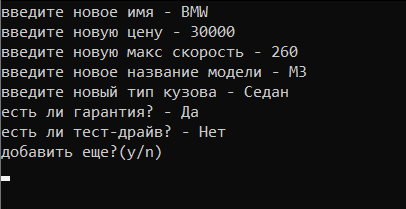 введите новое имя - BMW
введите новую цену - 30000
введите новую макс скорость - 260
введите новое название модели - M3
введите новый тип кузова - Седан
есть ли гарантия? - Да
есть ли тест-драйв? - Нет
добавить еще?(y/n)